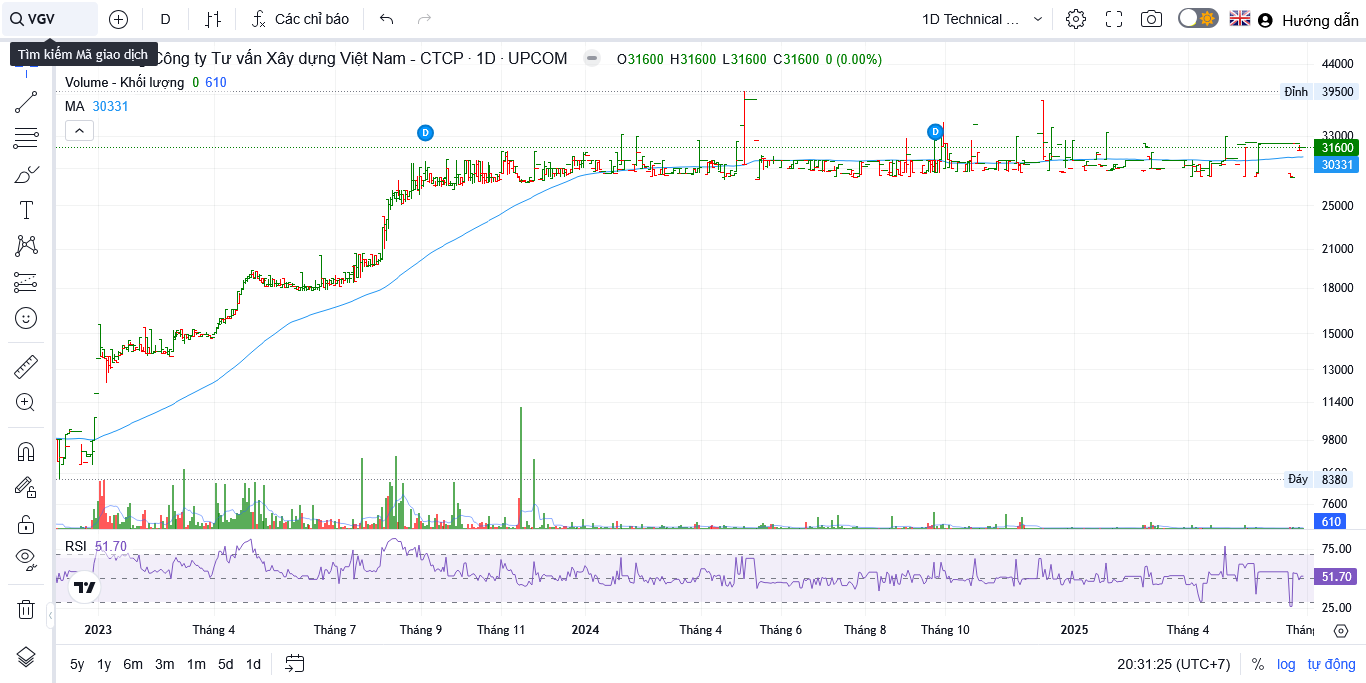 VGV
D
Các chỉ báo
1D Technical ...
Hướng dẫn
Tìm kiếm Mã giao dịch
Công ty Tư vấn Xây dựng Việt Nam - CTCP · 1D · UPCOM
O31600 H31600 L31600 C31600 0 (0.00%)
Volume - Khối lượng 0 610
MA 30331
D
D
44000
Đỉnh 39500
33000
31600
30331
25000
21000
18000
15000
13000
11400
9800
Đáy 8380
7600
610
RSI 51.70
75.00
51.70
25.00
2023 Tháng 4 Tháng 7 Tháng 9 Tháng 11 2024 Tháng 4 Tháng 6 Tháng 8 Tháng 10 2025 Tháng 4
5y 1y 6m 3m 1m 5d 1d
20:31:25 (UTC+7) % log tự động